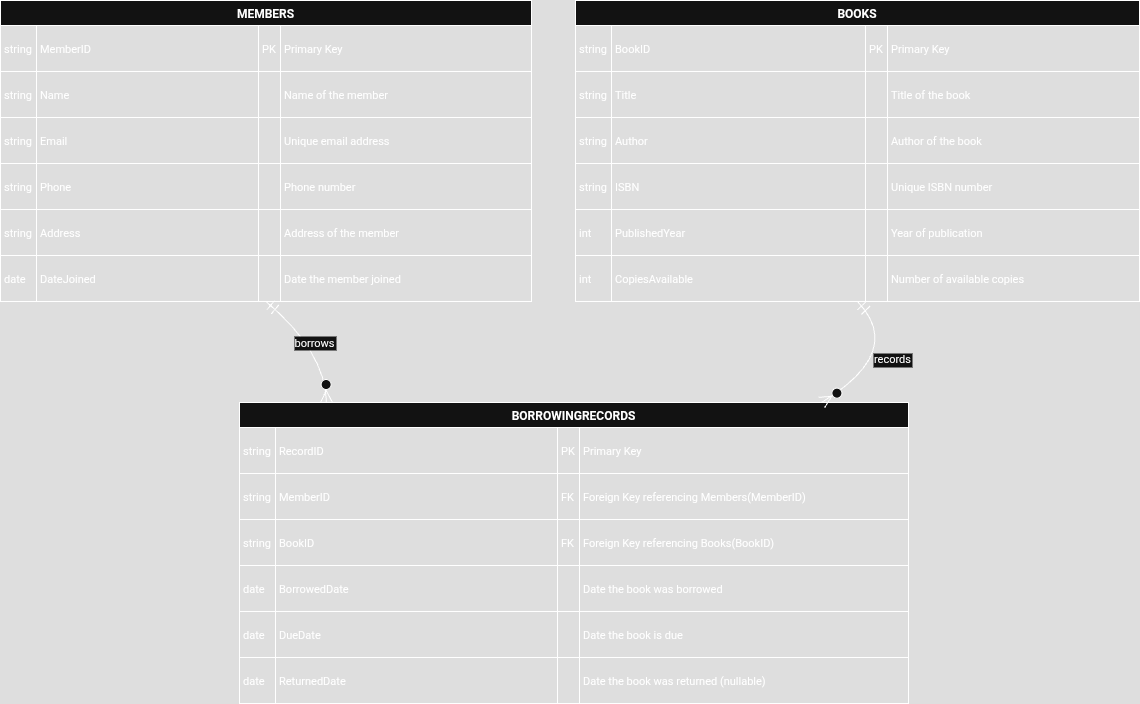 MEMBERS
string MemberID PK Primary Key
string Name Name of the member
string Email Unique email address
string Phone Phone number
string Address Address of the member
date DateJoined Date the member joined
BOOKS
string BookID PK Primary Key
string Title Title of the book
string Author Author of the book
string ISBN Unique ISBN number
int PublishedYear Year of publication
int CopiesAvailable Number of available copies
borrows
records
BORROWINGRECORDS
string RecordID PK Primary Key
string MemberID FK Foreign Key referencing Members(MemberID)
string BookID FK Foreign Key referencing Books(BookID)
date BorrowedDate Date the book was borrowed
date DueDate Date the book is due
date ReturnedDate Date the book was returned (nullable)